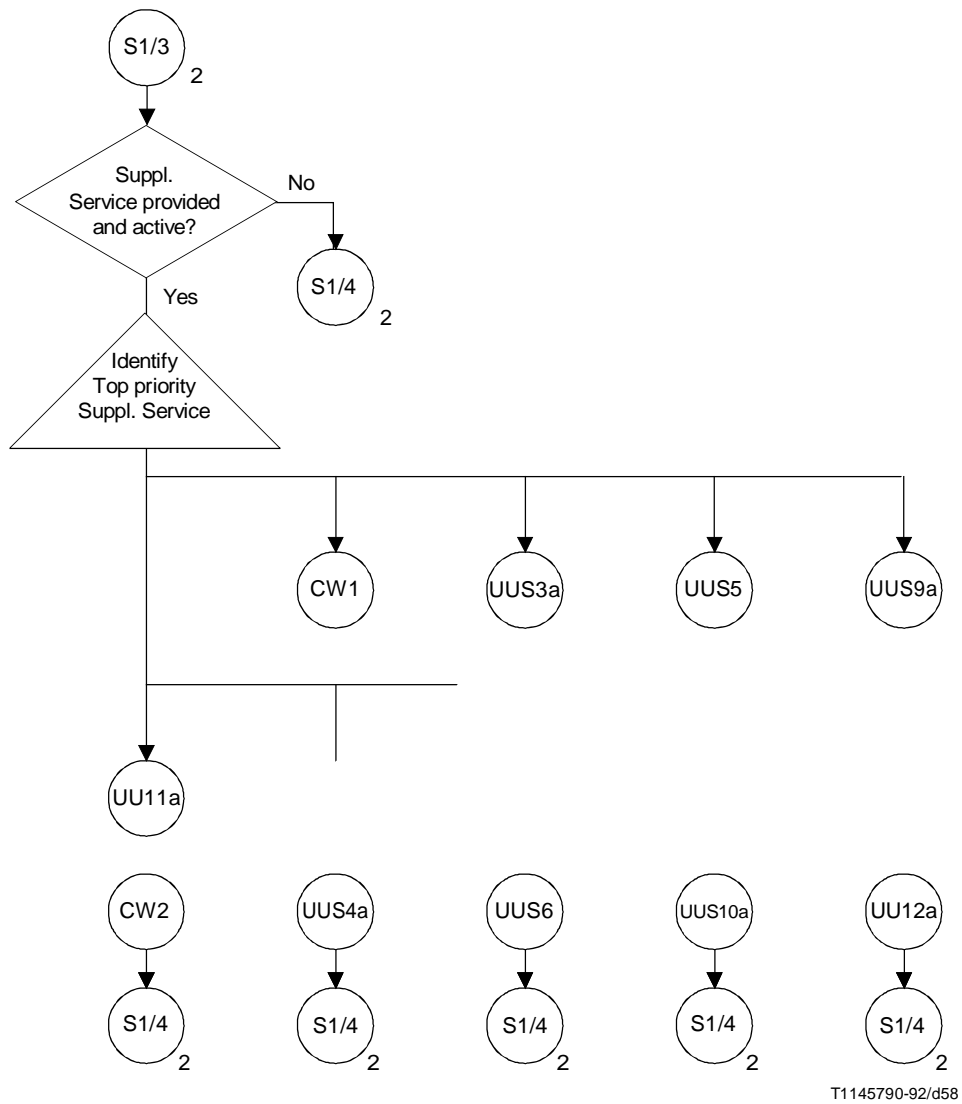 S1/3
2
Suppl.
Service provided
and active?
No
S1/4
2
Yes
Identify
Top priority
Suppl. Service
CW1
UUS3a
UUS5
UUS9a
UU11a
CW2
UUS4a
UUS6
UUS10a
UU12a
S1/4
2
S1/4
2
S1/4
2
S1/4
2
S1/4
2
T1145790-92/d58